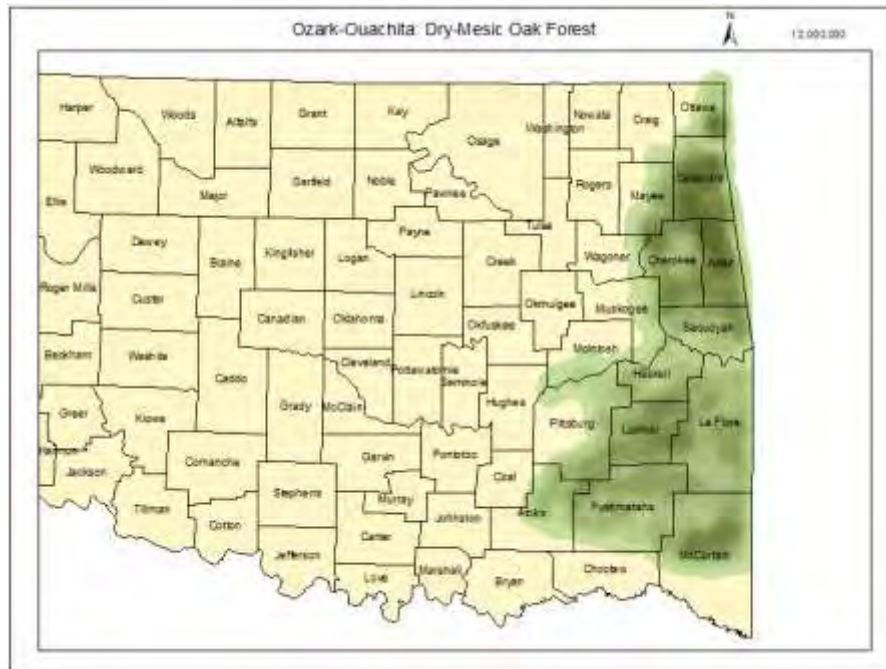 Ozark-Ouachita: Dry-Mesic Oak Forest
N
Harper
Woods
Alfalfa
Grant
Kay
Osage
Washington
Nowata
Craig
Ottawa
Woodward
Major
Garfield
Noble
Pawnee
Rogers
Mayes
Delaware
Ellis
Dewey
Blaine
Kingfisher
Logan
Payne
Creek
Tulsa
Wagoner
Cherokee
Adair
Roger Mills
Custer
Canadian
Oklahoma
Lincoln
Okfuskee
Okmulgee
Muskogee
Sequoyah
Beckham
Washita
Caddo
Grady
Cleveland
McClain
Pottawatomie
Seminole
Hughes
McIntosh
Haskell
Greer
Kiowa
Pittsburg
Latimer
Le Flore
Jackson
Comanche
Garvin
Pontotoc
Coal
Tillman
Cotton
Stephens
Murray
Carter
Johnston
Atoka
Pushmataha
McCurtain
Jefferson
Love
Marshall
Bryan
Choctaw